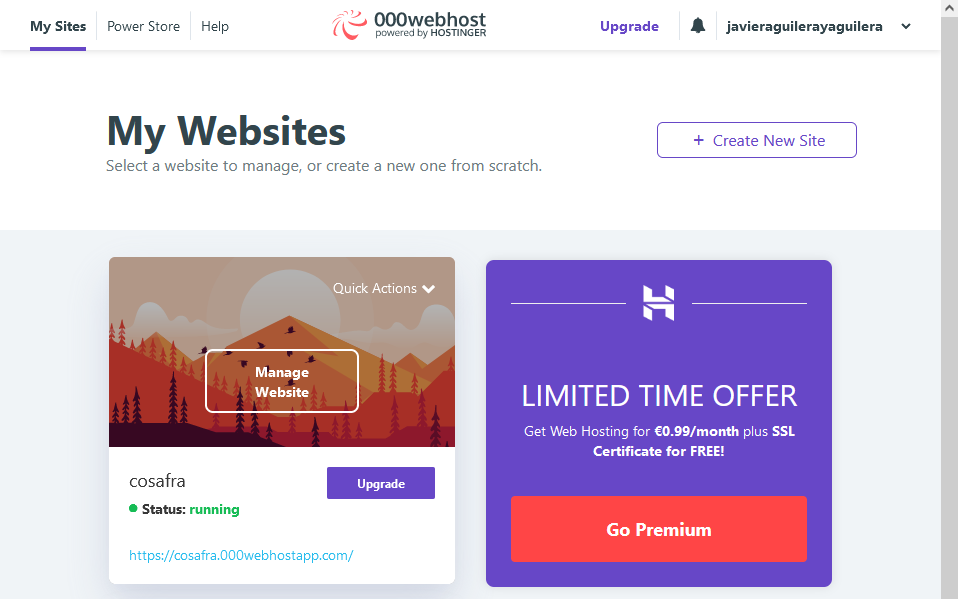 My Sites
Power Store
Help
000webhost
powered by HOSTINGER
Upgrade
javieraguilerayaguilera
My Websites
Select a website to manage, or create a new one from scratch.
+ Create New Site
Quick Actions
Manage
Website
cosafra
Upgrade
Status: running
https://cosafra.000webhostapp.com/
LIMITED TIME OFFER
Get Web Hosting for €0.99/month plus SSL
Certificate for FREE!
Go Premium